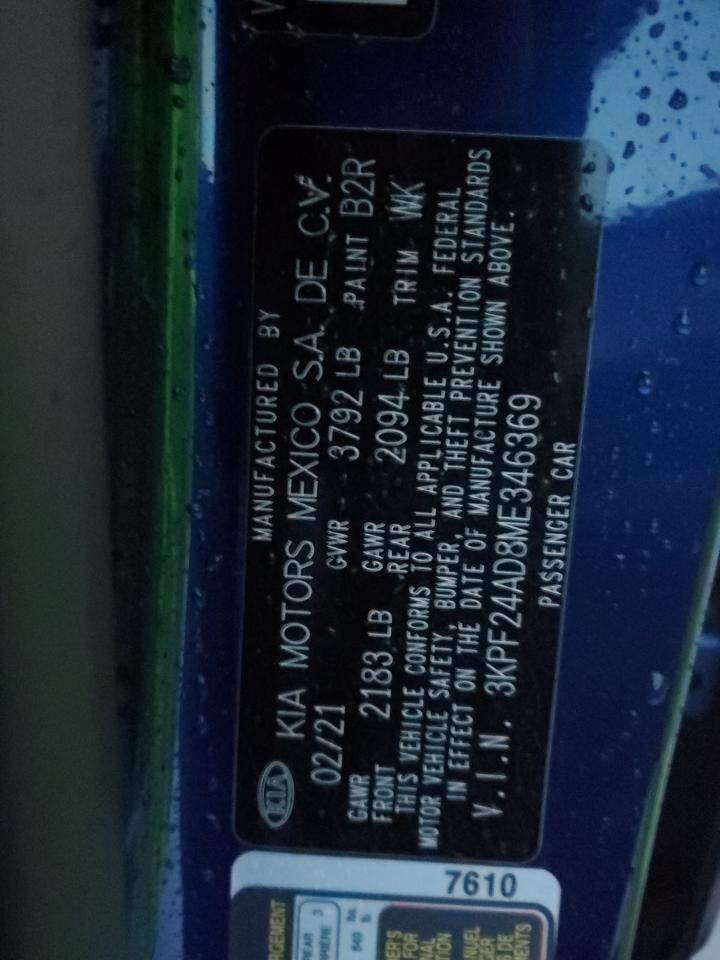 MANUFACTURED BY
KIA KIA MOTORS MEXICO S.A. DE C.V.
02/21 GVWR 3792 LB PAINT B2R
GAWR FRONT 2183 LB GAWR REAR 2094 LB TRIM WK
THIS VEHICLE CONFORMS TO ALL APPLICABLE U.S.A. FEDERAL
MOTOR VEHICLE SAFETY, BUMPER, AND THEFT PREVENTION STANDARDS
IN EFFECT ON THE DATE OF MANUFACTURE SHOWN ABOVE.
V.I.N. 3KPF24AD8ME346369
PASSENGER CAR
7610